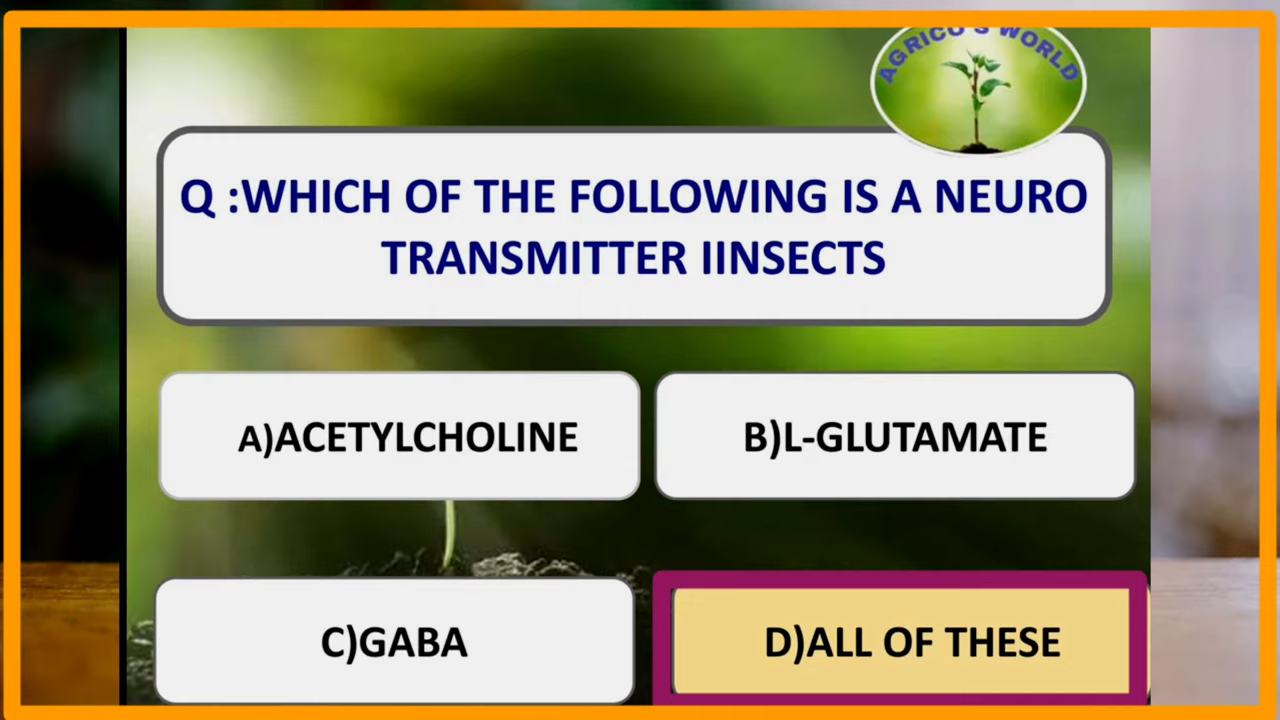 AGRICO'S WORLD
Q :WHICH OF THE FOLLOWING IS A NEURO
TRANSMITTER IINSECTS
A)ACETYLCHOLINE
B)L-GLUTAMATE
C)GABA
D)ALL OF THESE